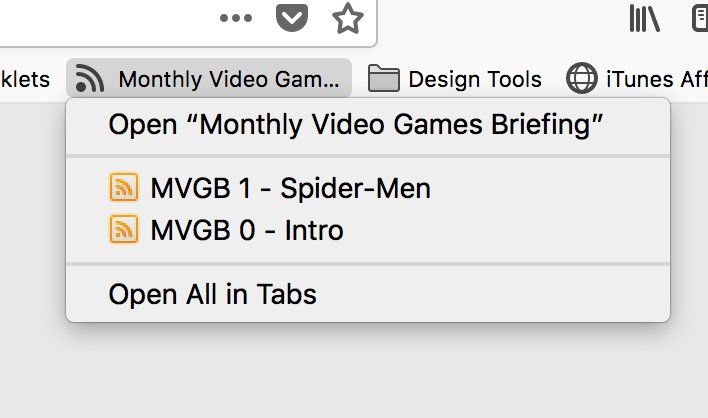 klets Monthly Video Gam... Design Tools iTunes Aff
Open “Monthly Video Games Briefing”
MVGB 1 - Spider-Men
MVGB 0 - Intro
Open All in Tabs